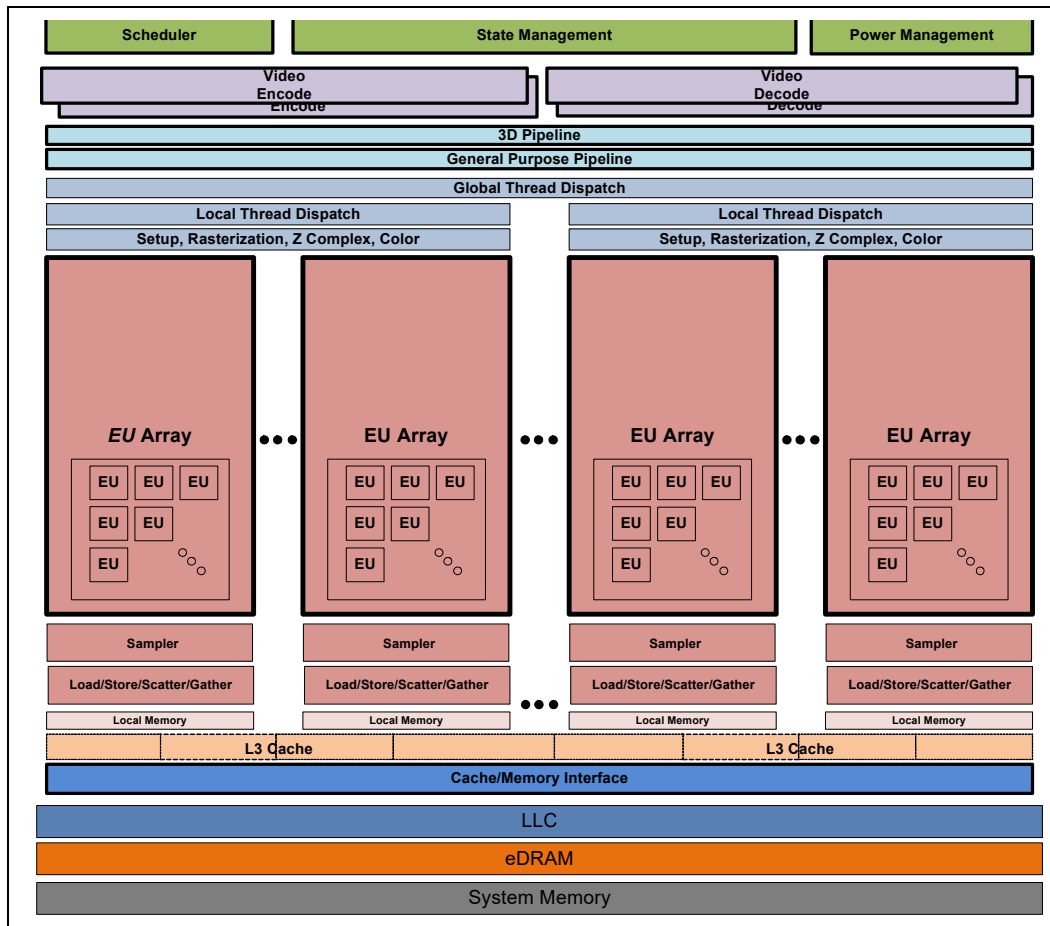 Scheduler
State Management
Power Management
Video
Encode
Encode
Video
Decode
Decode
3D Pipeline
General Purpose Pipeline
Global Thread Dispatch
Local Thread Dispatch
Local Thread Dispatch
Setup, Rasterization, Z Complex, Color
Setup, Rasterization, Z Complex, Color
EU Array
EU EU EU
EU EU
EU
EU Array
EU EU EU
EU EU
EU
EU Array
EU EU EU
EU EU
EU
EU Array
EU EU EU
EU EU
EU
Sampler
Sampler
Sampler
Sampler
Load/Store/Scatter/Gather
Load/Store/Scatter/Gather
Load/Store/Scatter/Gather
Load/Store/Scatter/Gather
Local Memory
Local Memory
Local Memory
Local Memory
L3 Cache
L3 Cache
Cache/Memory Interface
LLC
eDRAM
System Memory